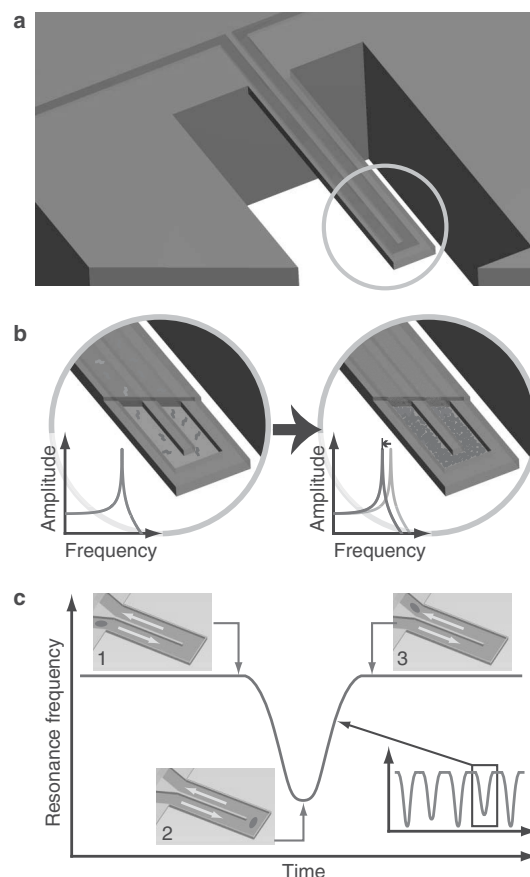 a
b
Amplitude
Frequency
Amplitude
Frequency
c
Resonance frequency
1
3
2
Time